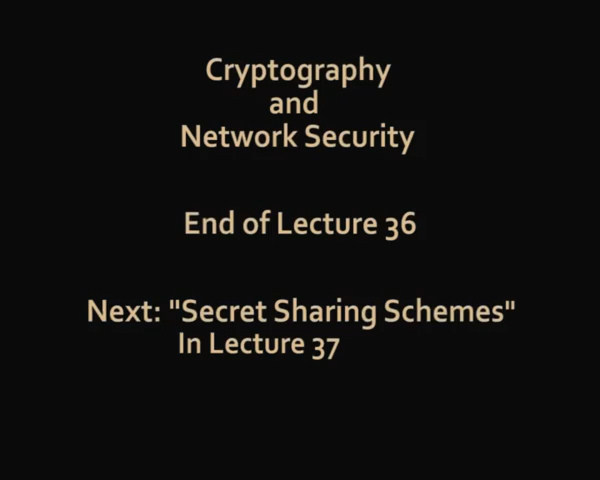 Cryptography
and
Network Security
End of Lecture 36
Next: "Secret Sharing Schemes"
In Lecture 37